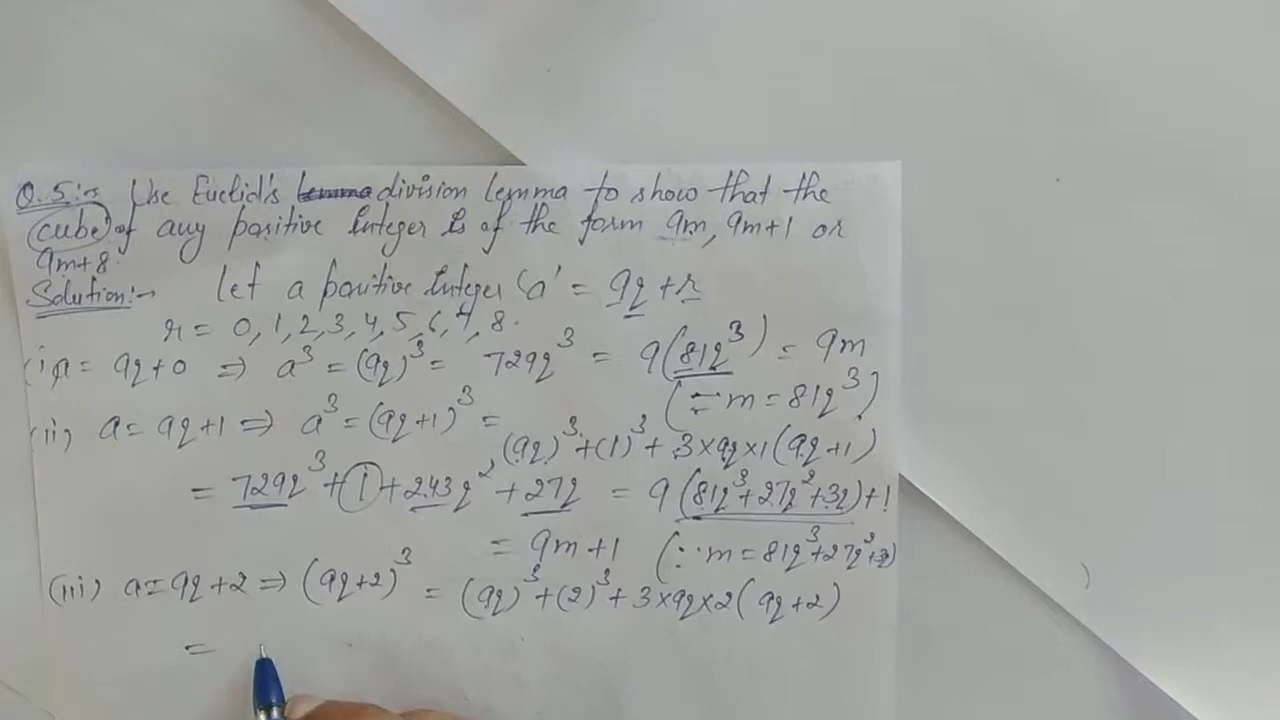 Q.5:- Use Euclid's lemma division lemma to show that the
cube of any positive integer is of the form 9m, 9m+1 or
9m+8.
Solution:- Let a positive integer 'a' = 9q + r
r = 0, 1, 2, 3, 4, 5, 6, 7, 8.
(i) a = 9q+0 ⇒ a³ = (9q)³ = 729q³ = 9(81q³) = 9m
(∵ m = 81q³)
(ii) a = 9q+1 ⇒ a³ = (9q+1)³ =
(9q)³+(1)³+ 3×9q×1(9q+1)
= 729q³+1+243q²+27q = 9(81q³+27q²+3q)+1
= 9m+1 (∵ m = 81q³+27q²+3q)
(iii) a = 9q+2 ⇒ (9q+2)³ = (9q)³+(2)³+3×9q×2(9q+2)
=